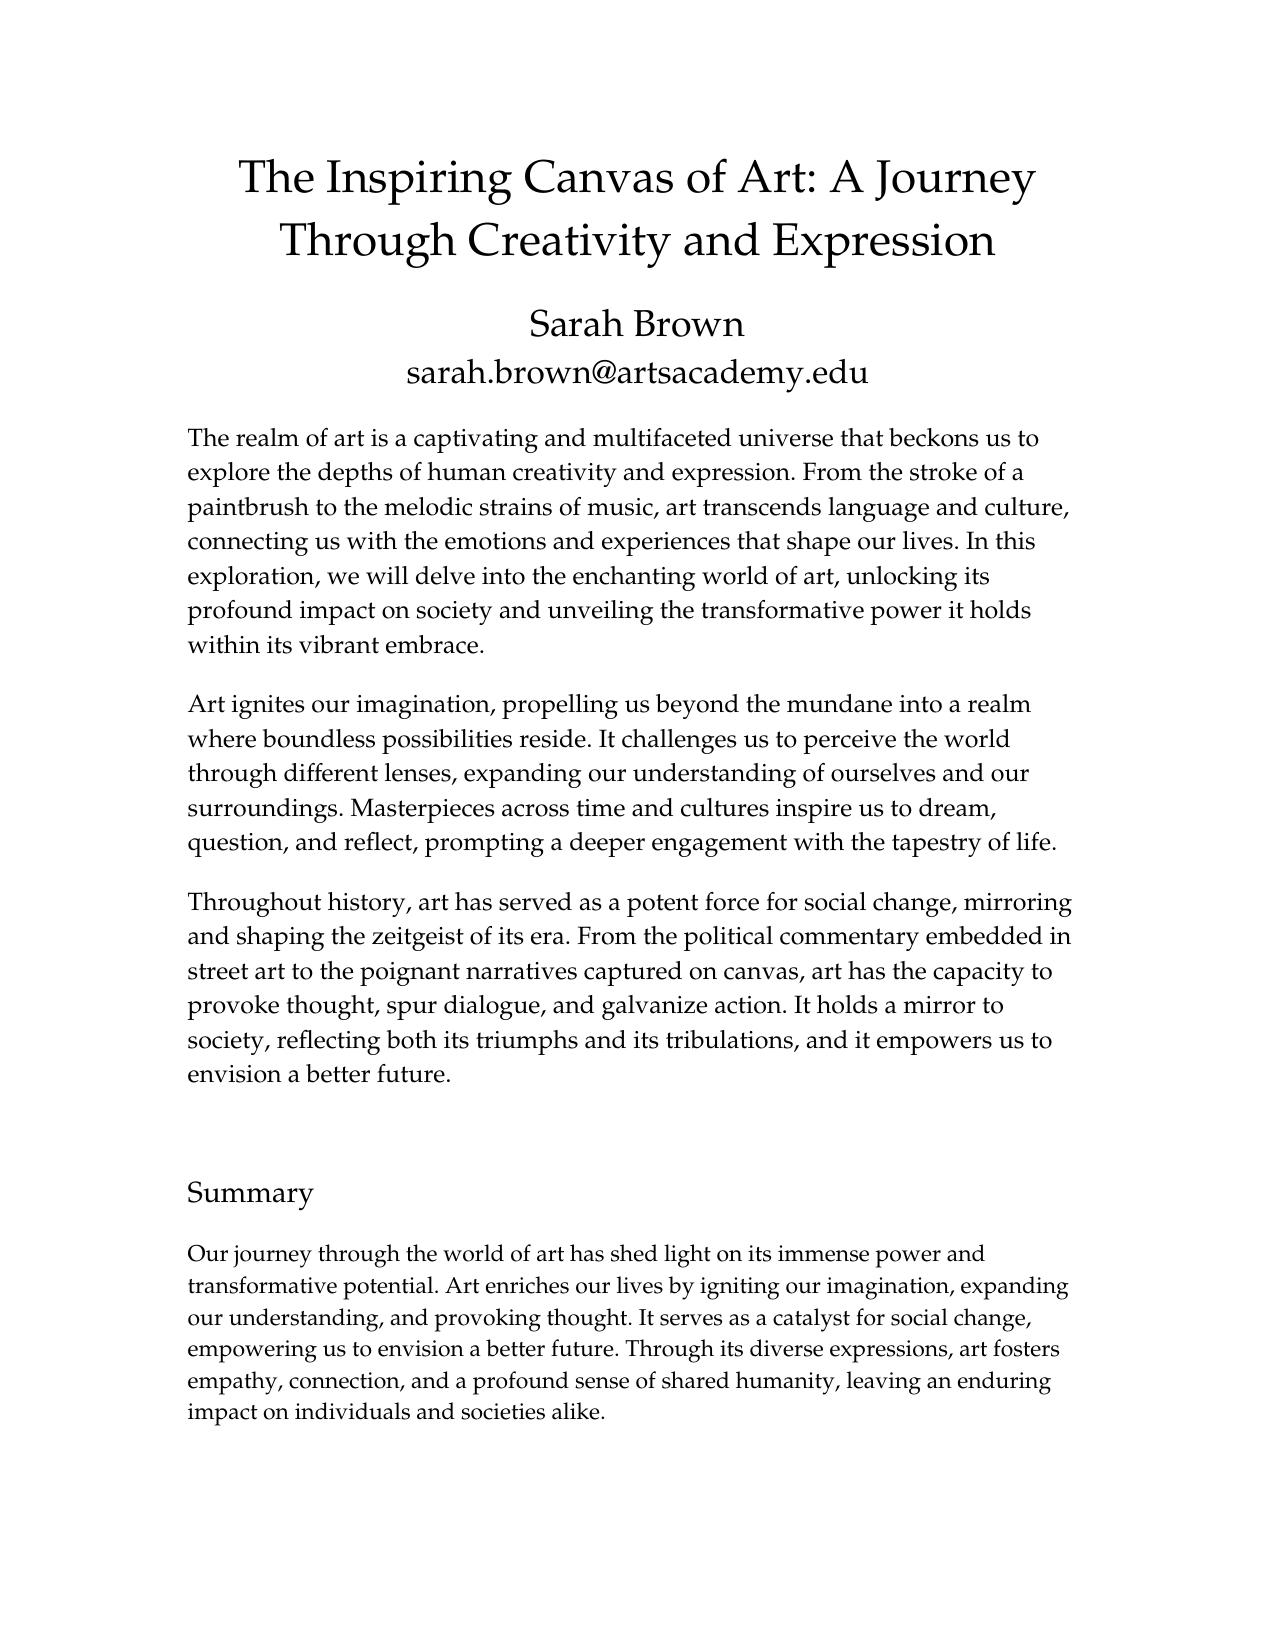 The Inspiring Canvas of Art: A Journey
Through Creativity and Expression
Sarah Brown
sarah.brown@artsacademy.edu
The realm of art is a captivating and multifaceted universe that beckons us to
explore the depths of human creativity and expression. From the stroke of a
paintbrush to the melodic strains of music, art transcends language and culture,
connecting us with the emotions and experiences that shape our lives. In this
exploration, we will delve into the enchanting world of art, unlocking its
profound impact on society and unveiling the transformative power it holds
within its vibrant embrace.
Art ignites our imagination, propelling us beyond the mundane into a realm
where boundless possibilities reside. It challenges us to perceive the world
through different lenses, expanding our understanding of ourselves and our
surroundings. Masterpieces across time and cultures inspire us to dream,
question, and reflect, prompting a deeper engagement with the tapestry of life.
Throughout history, art has served as a potent force for social change, mirroring
and shaping the zeitgeist of its era. From the political commentary embedded in
street art to the poignant narratives captured on canvas, art has the capacity to
provoke thought, spur dialogue, and galvanize action. It holds a mirror to
society, reflecting both its triumphs and its tribulations, and it empowers us to
envision a better future.
Summary
Our journey through the world of art has shed light on its immense power and
transformative potential. Art enriches our lives by igniting our imagination, expanding
our understanding, and provoking thought. It serves as a catalyst for social change,
empowering us to envision a better future. Through its diverse expressions, art fosters
empathy, connection, and a profound sense of shared humanity, leaving an enduring
impact on individuals and societies alike.